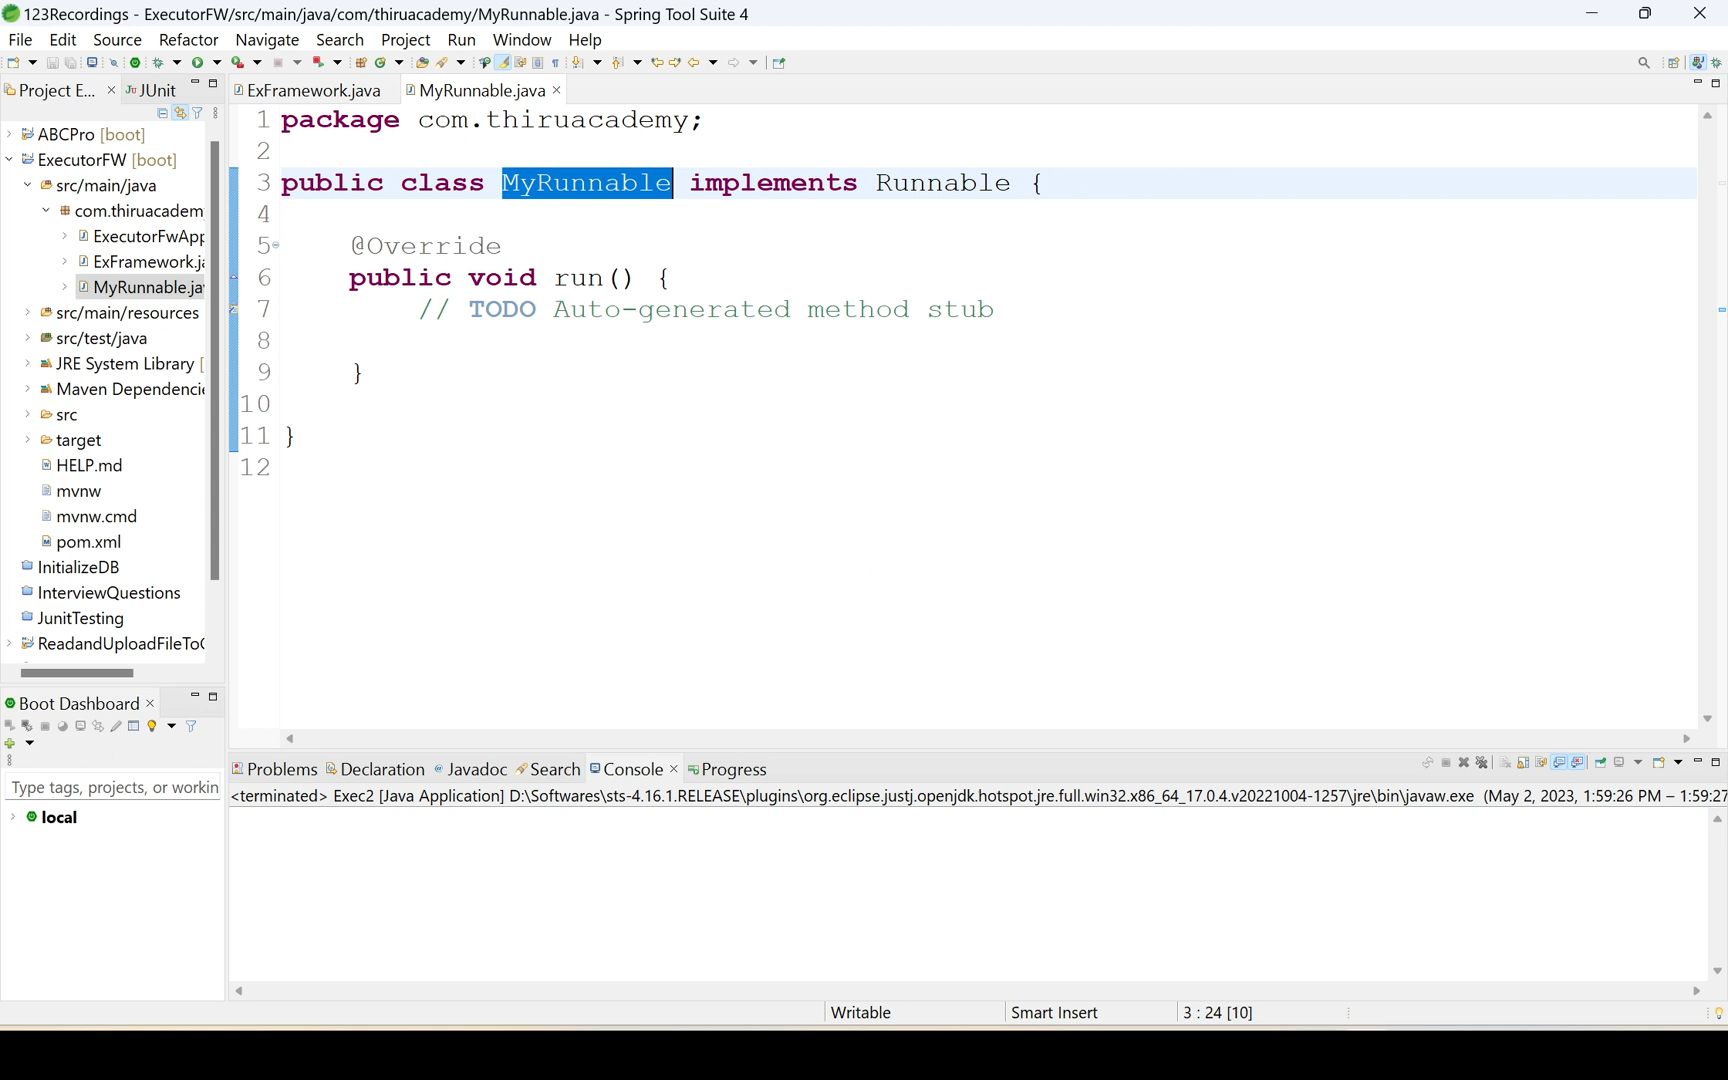 123Recordings - ExecutorFW/src/main/java/com/thiruacademy/MyRunnable.java - Spring Tool Suite 4
File Edit Source Refactor Navigate Search Project Run Window Help
Project E... JUnit
ABCPro [boot]
ExecutorFW [boot]
src/main/java
com.thiruacadem
ExecutorFwApp
ExFramework.ja
MyRunnable.jav
src/main/resources
src/test/java
JRE System Library [
Maven Dependencie
src
target
HELP.md
mvnw
mvnw.cmd
pom.xml
InitializeDB
InterviewQuestions
JunitTesting
ReadandUploadFileTo
Boot Dashboard
Type tags, projects, or workin
local
ExFramework.java MyRunnable.java
1 package com.thiruacademy;
2
3 public class MyRunnable implements Runnable {
4
5 @Override
6 public void run() {
7 // TODO Auto-generated method stub
8
9 }
10
11 }
12
Problems Declaration Javadoc Search Console Progress
<terminated> Exec2 [Java Application] D:\Softwares\sts-4.16.1.RELEASE\plugins\org.eclipse.justj.openjdk.hotspot.jre.full.win32.x86_64_17.0.4.v20221004-1257\jre\bin\javaw.exe (May 2, 2023, 1:59:26 PM – 1:59:27
Writable Smart Insert 3 : 24 [10]